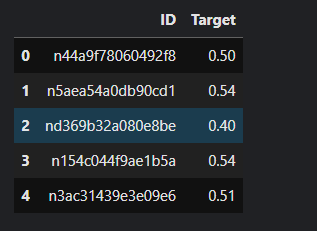 ID Target
0 n44a9f78060492f8 0.50
1 n5aea54a0db90cd1 0.54
2 nd369b32a080e8be 0.40
3 n154c044f9ae1b5a 0.54
4 n3ac31439e3e09e6 0.51